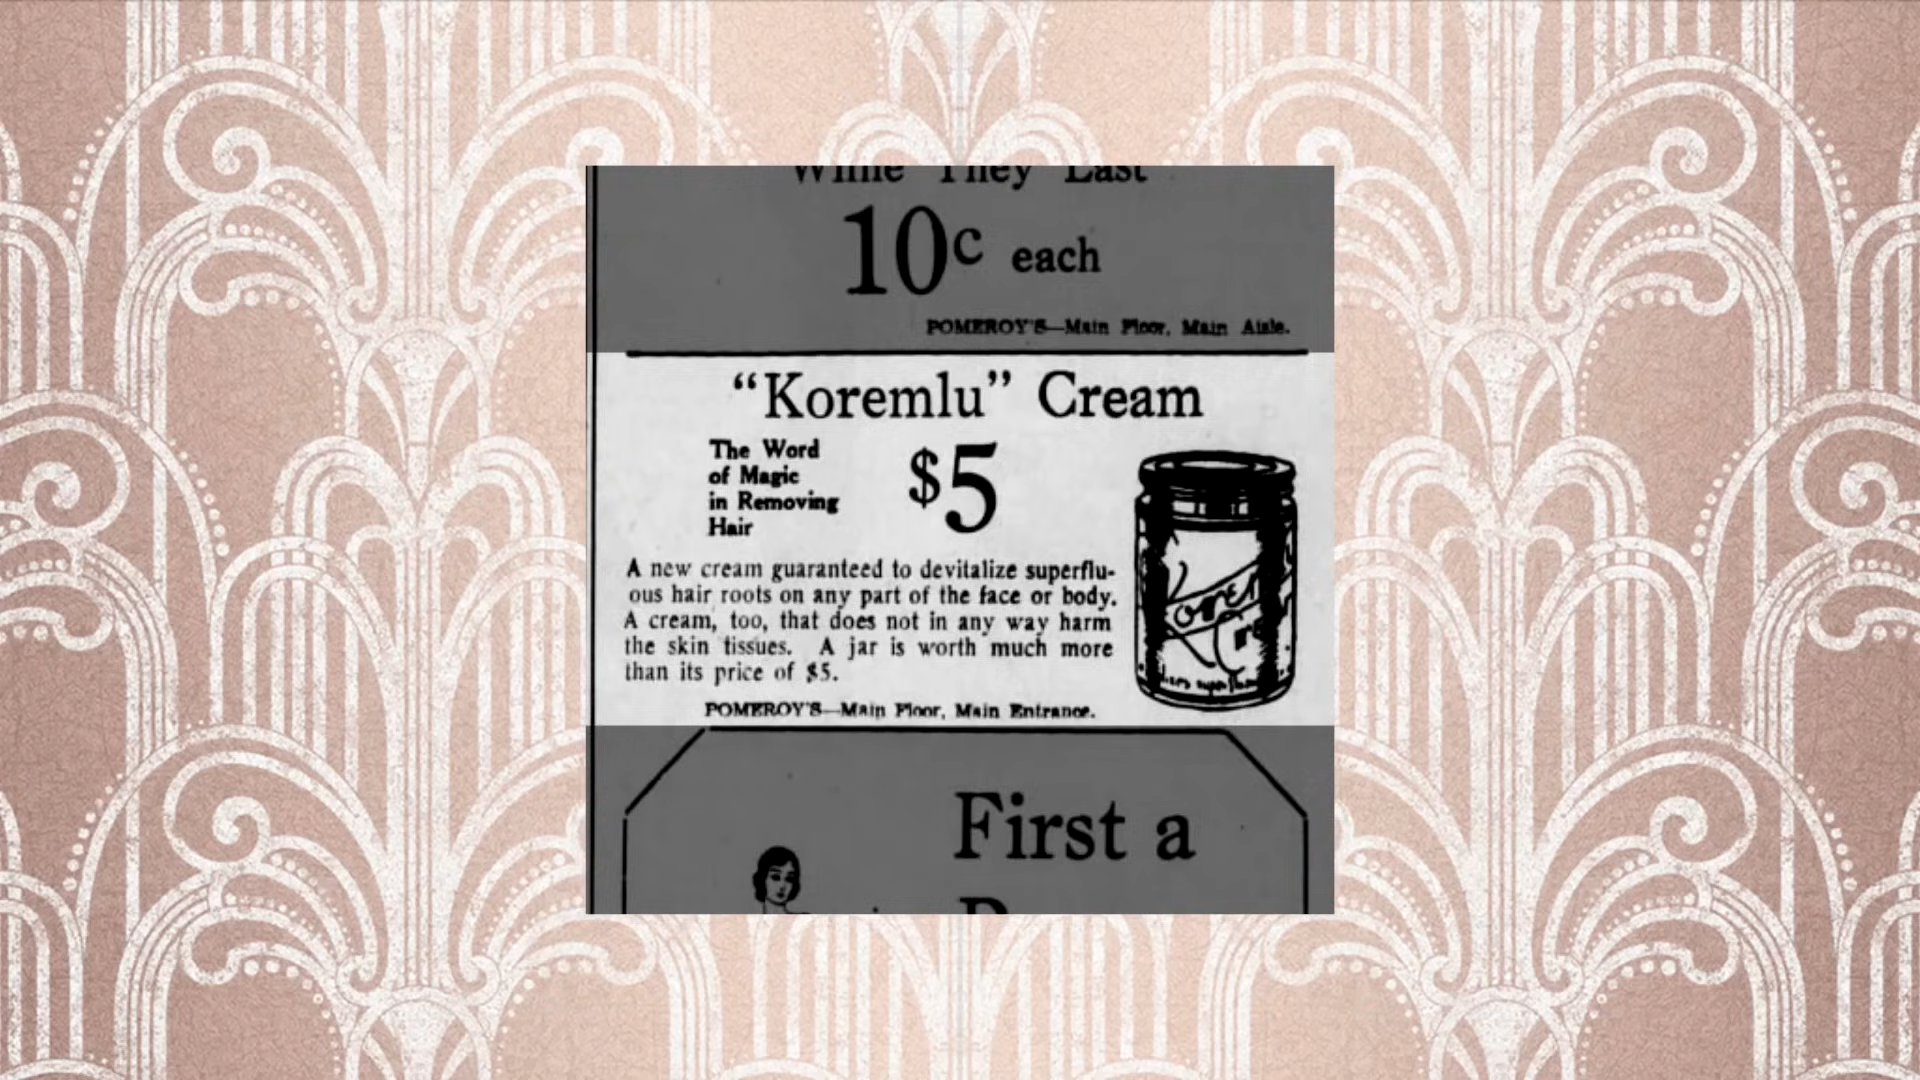 While They Last
10c each
POMEROY'S—Main Floor, Main Aisle.
"Koremlu" Cream
The Word
of Magic
in Removing
Hair
$5
A new cream guaranteed to devitalize superflu-
ous hair roots on any part of the face or body.
A cream, too, that does not in any way harm
the skin tissues. A jar is worth much more
than its price of $5.
POMEROY'S—Main Floor, Main Entrance.
First a